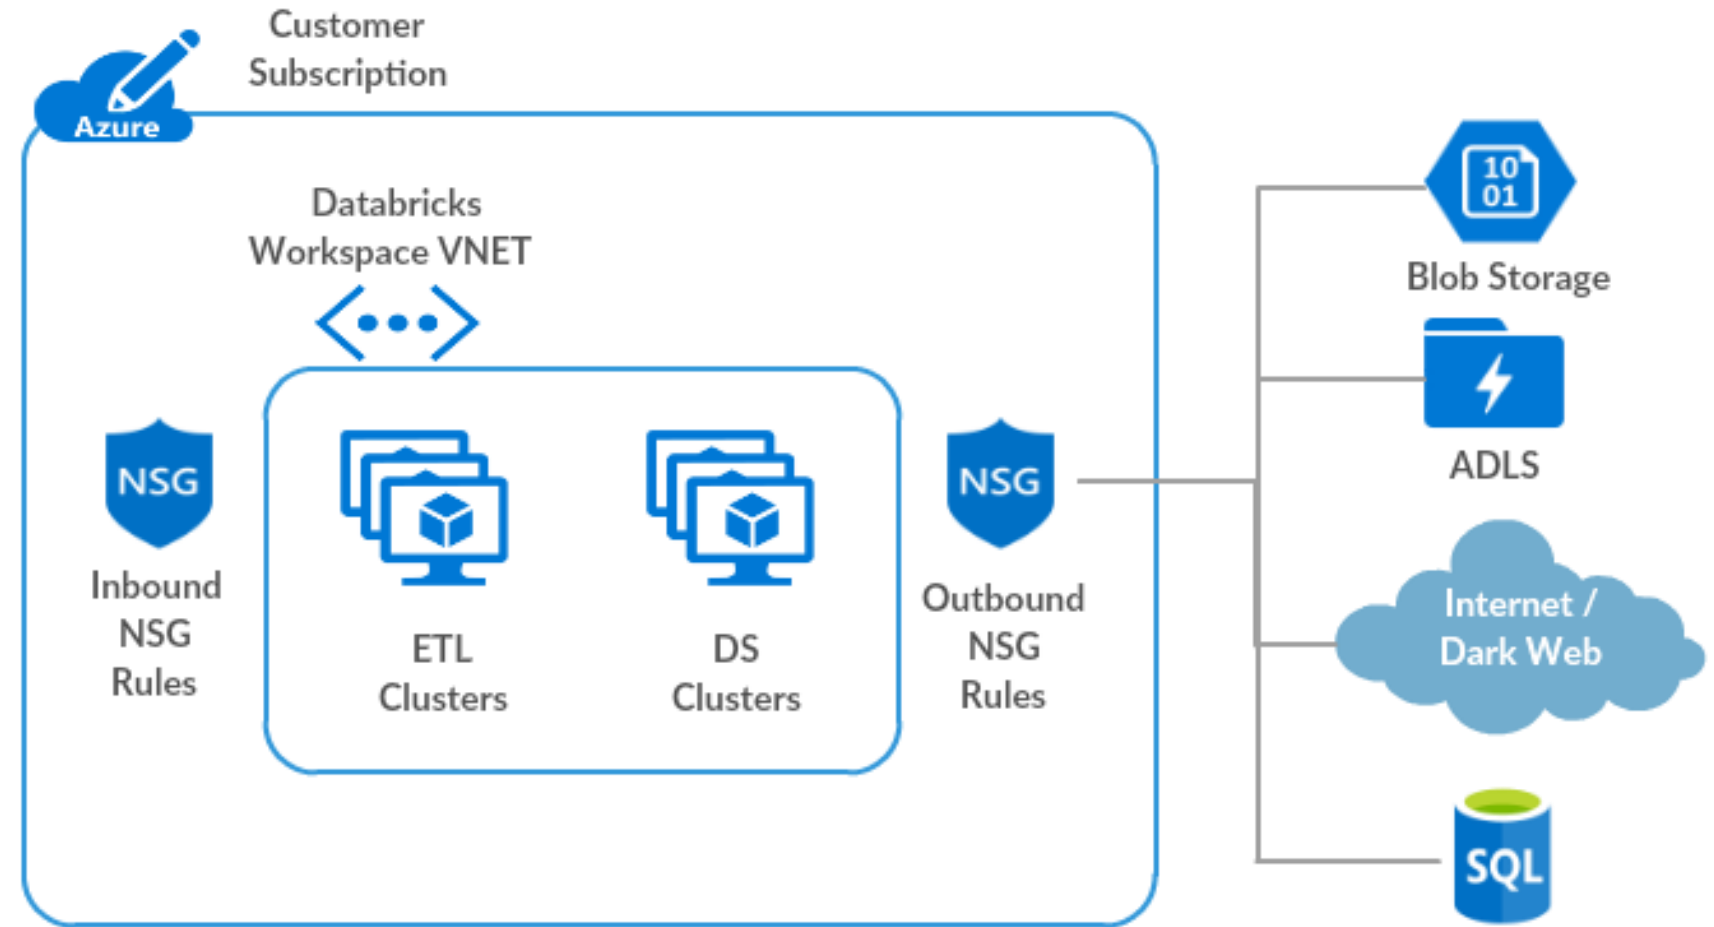 Customer
Subscription
Azure
Databricks
Workspace VNET
NSG
Inbound
NSG
Rules
ETL
Clusters
DS
Clusters
NSG
Outbound
NSG
Rules
10
01
Blob Storage
ADLS
Internet /
Dark Web
SQL